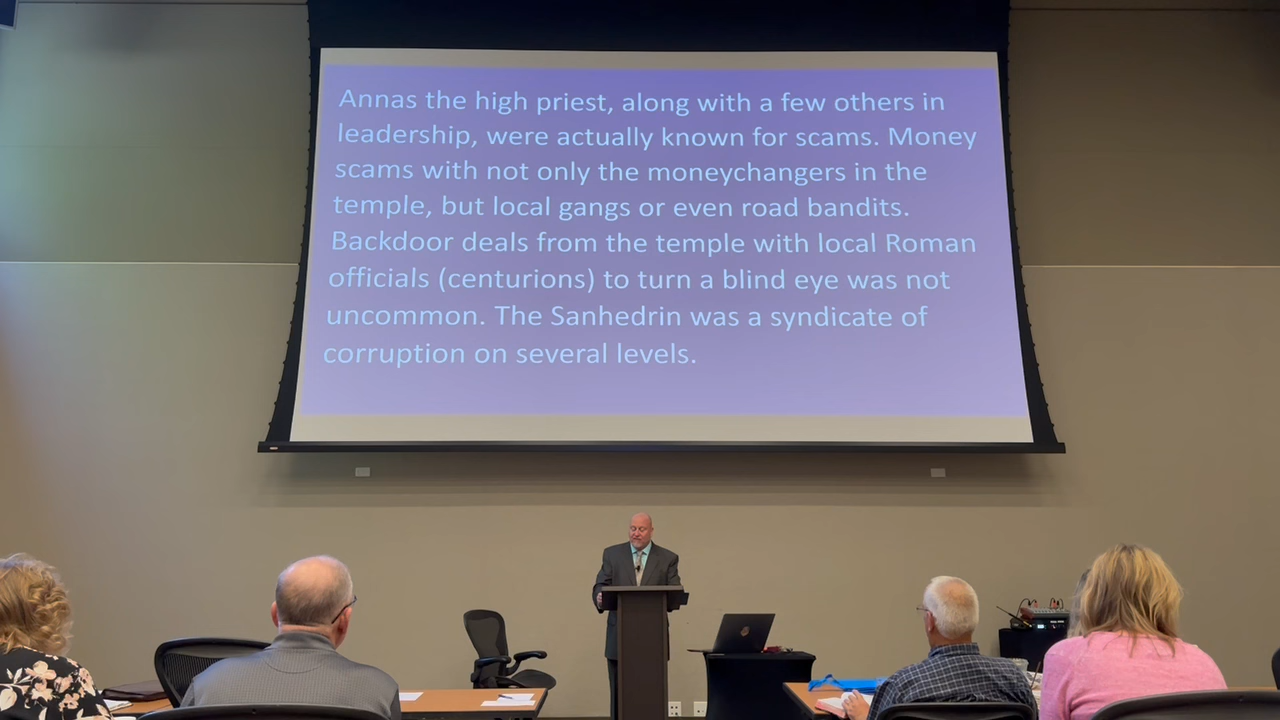 Annas the high priest, along with a few others in
leadership, were actually known for scams. Money
scams with not only the moneychangers in the
temple, but local gangs or even road bandits.
Backdoor deals from the temple with local Roman
officials (centurions) to turn a blind eye was not
uncommon. The Sanhedrin was a syndicate of
corruption on several levels.